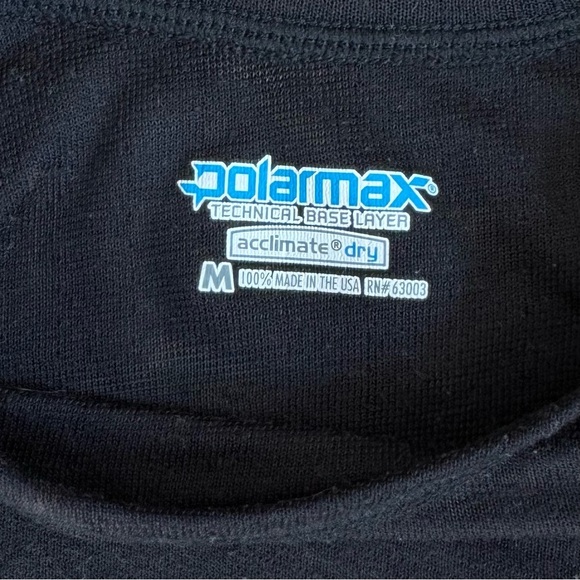 polarmax®
TECHNICAL BASE LAYER
acclimate® dry
M 100% MADE IN THE USA RN# 63003